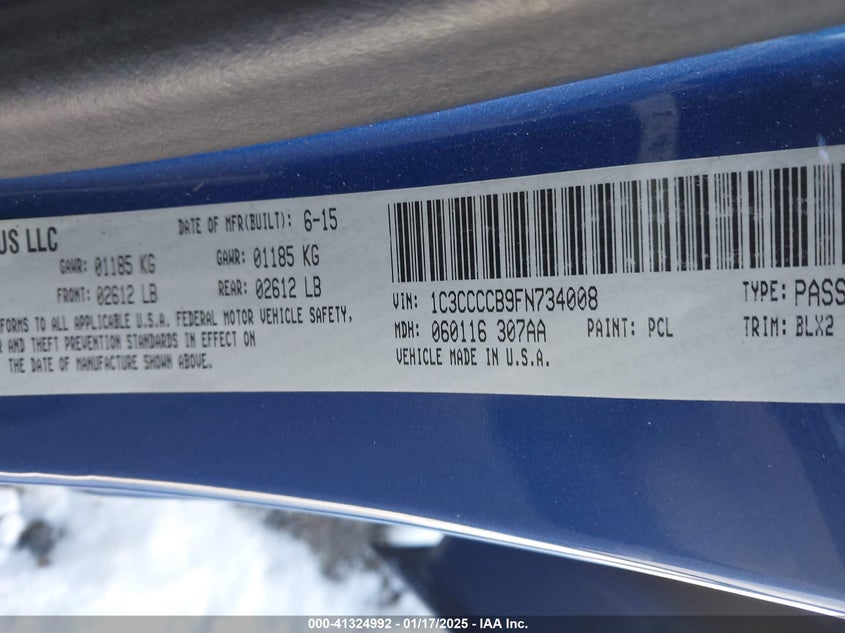 US LLC
DATE OF MFR(BUILT): 6-15
GAWR: 01185 KG GAWR: 01185 KG
FRONT: 02612 LB REAR: 02612 LB
FORMS TO ALL APPLICABLE U.S.A. FEDERAL MOTOR VEHICLE SAFETY,
AND THEFT PREVENTION STANDARDS IN EFFECT ON
THE DATE OF MANUFACTURE SHOWN ABOVE.
VIN: 1C3CCCCB9FN734008 TYPE: PASS
MDH: 060116 307AA PAINT: PCL TRIM: BLX2
VEHICLE MADE IN U.S.A.
000-41324992 — 01/17/2025 — IAA Inc.